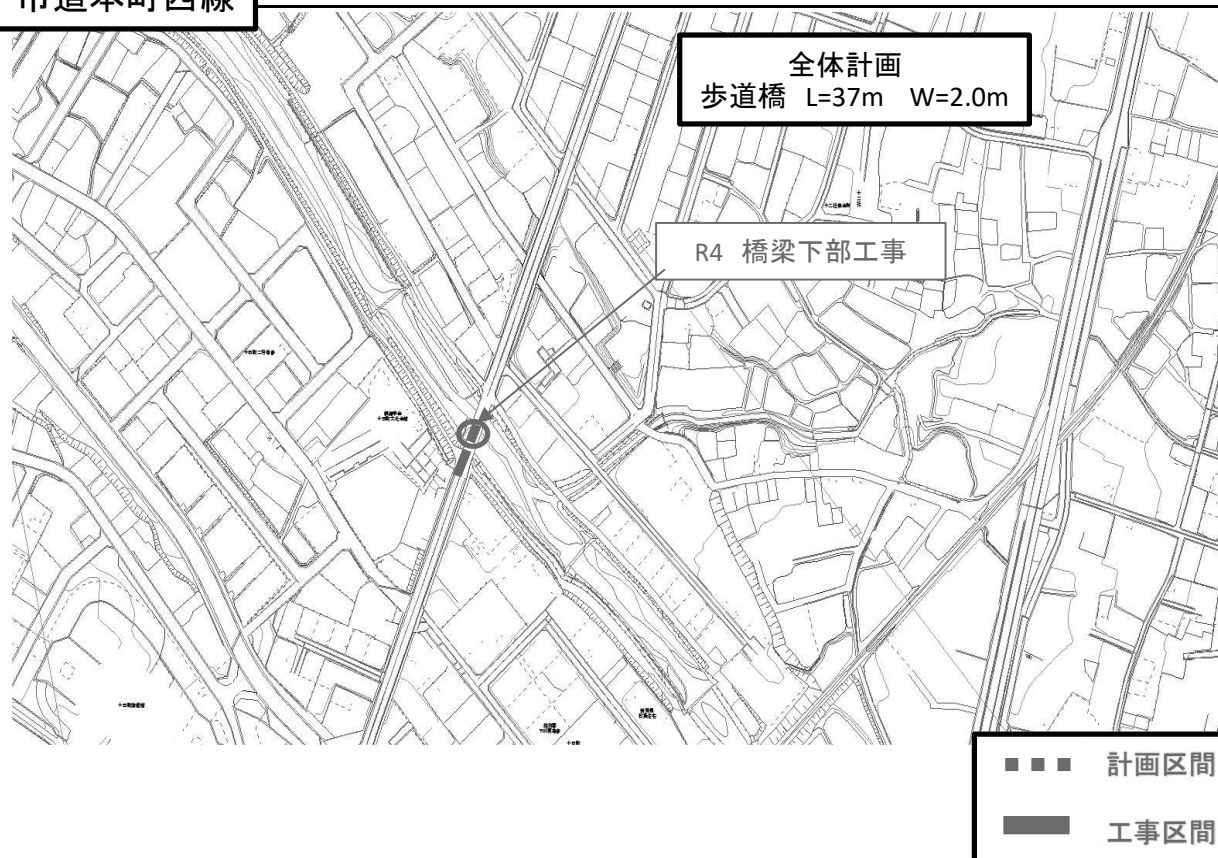 市道本町西線
全体計画
歩道橋 L=37m W=2.0m
R4 橋梁下部工事
計画区間
工事区間